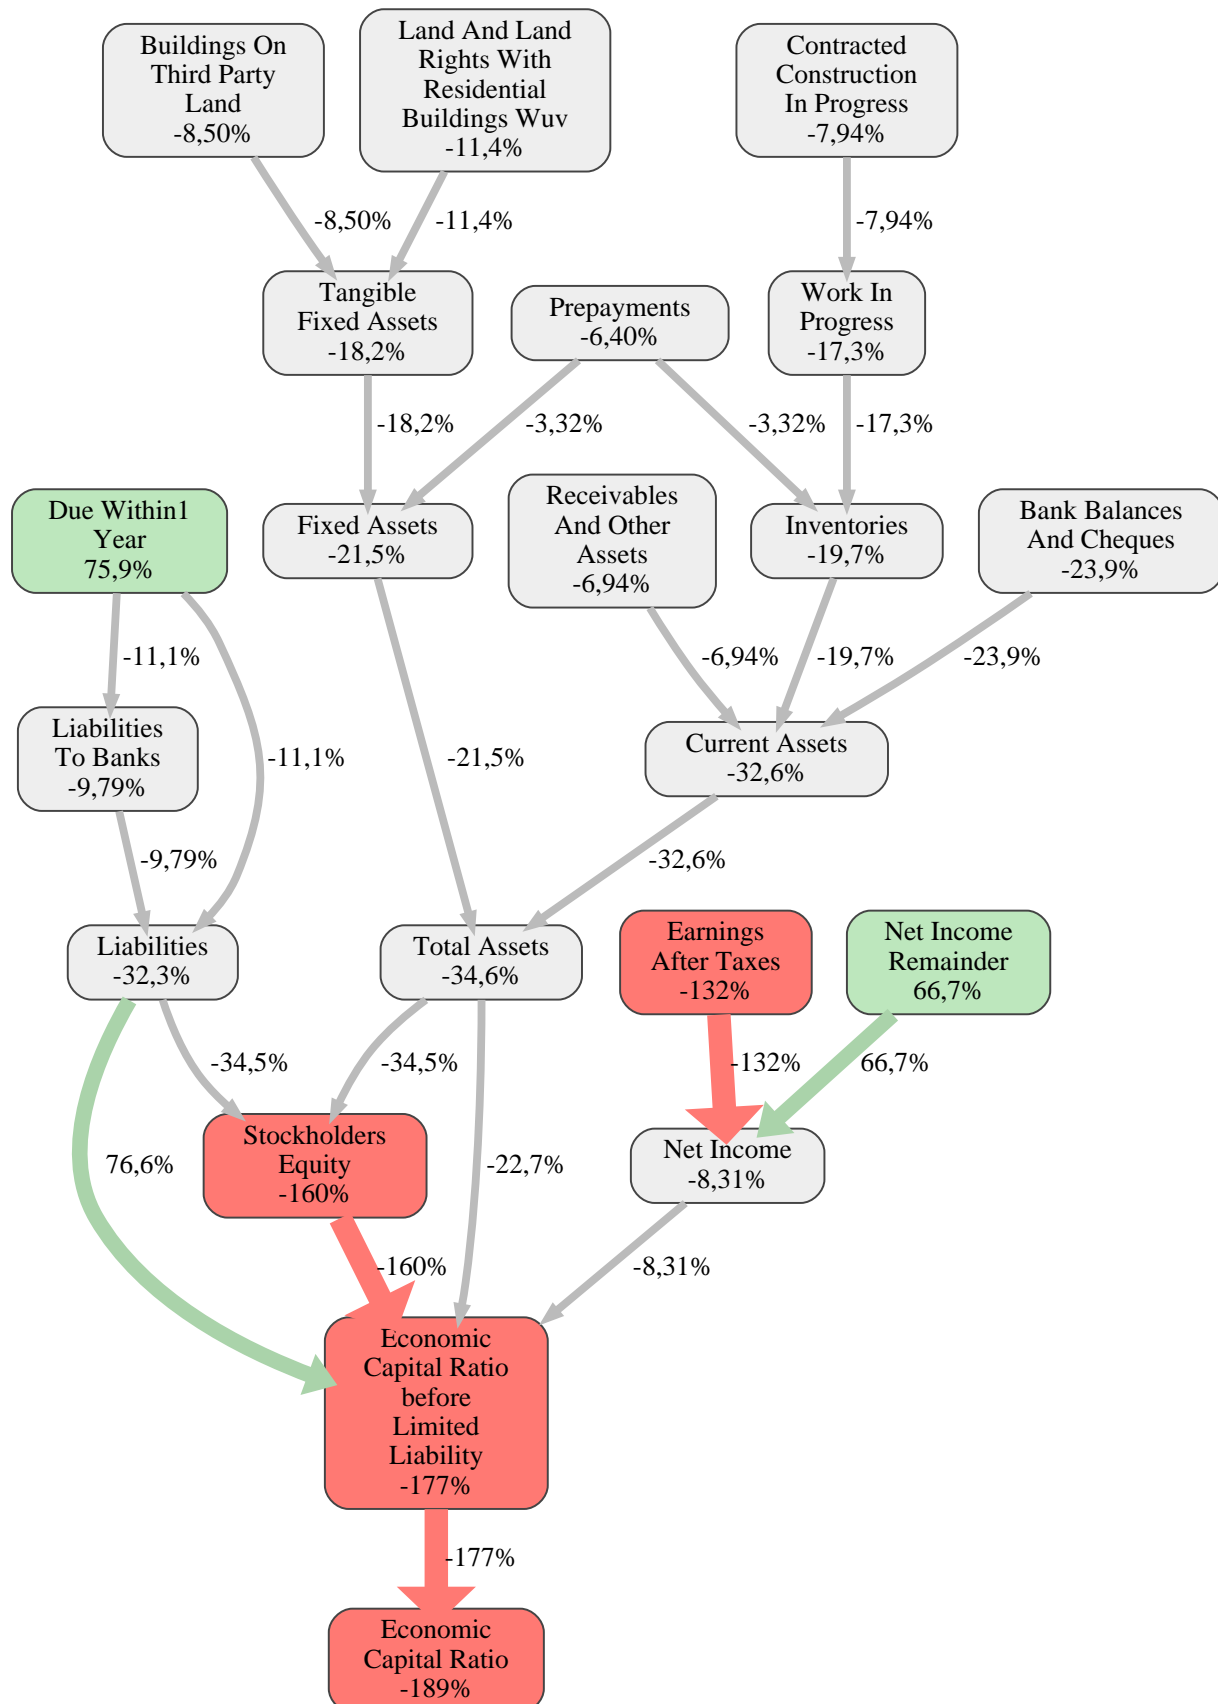 Buildings On
Third Party
Land
-8,50%
Land And Land
Rights With
Residential
Buildings Wuv
-11,4%
Contracted
Construction
In Progress
-7,94%
-8,50%
-11,4%
-7,94%
Tangible
Fixed Assets
-18,2%
Prepayments
-6,40%
Work In
Progress
-17,3%
-18,2%
-3,32%
-3,32%
-17,3%
Due Within1
Year
75,9%
Fixed Assets
-21,5%
Receivables
And Other
Assets
-6,94%
Inventories
-19,7%
Bank Balances
And Cheques
-23,9%
-11,1%
-6,94%
-19,7%
-23,9%
Liabilities
To Banks
-9,79%
-11,1%
-21,5%
Current Assets
-32,6%
-9,79%
-32,6%
Liabilities
-32,3%
Total Assets
-34,6%
Earnings
After Taxes
-132%
Net Income
Remainder
66,7%
-34,5%
-34,5%
-132%
66,7%
76,6%
Stockholders
Equity
-160%
-22,7%
Net Income
-8,31%
-160%
-8,31%
Economic
Capital Ratio
before
Limited
Liability
-177%
-177%
Economic
Capital Ratio
-189%